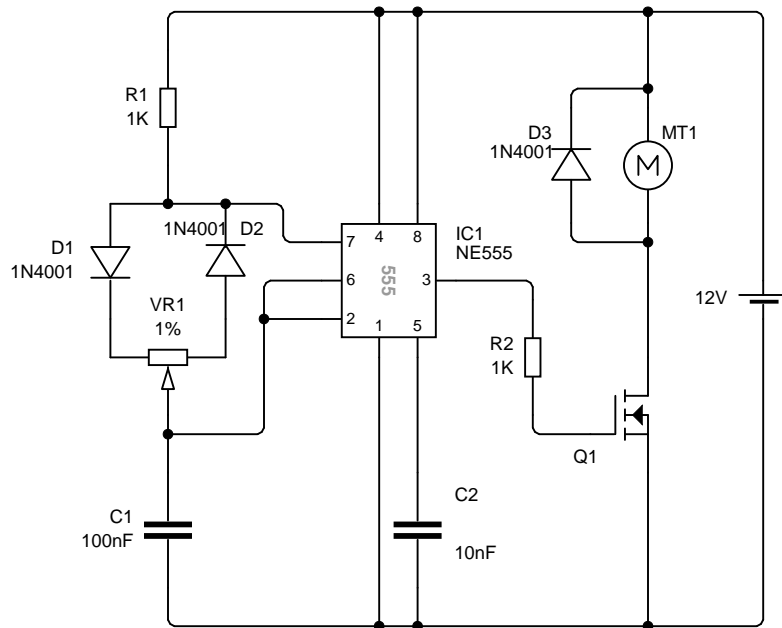 R1
1K
D3
1N4001
MT1
M
1N4001
D2
D1
1N4001
7
4
8
IC1
NE555
555
6
3
2
1
5
VR1
1%
12V
R2
1K
Q1
C1
100nF
C2
10nF